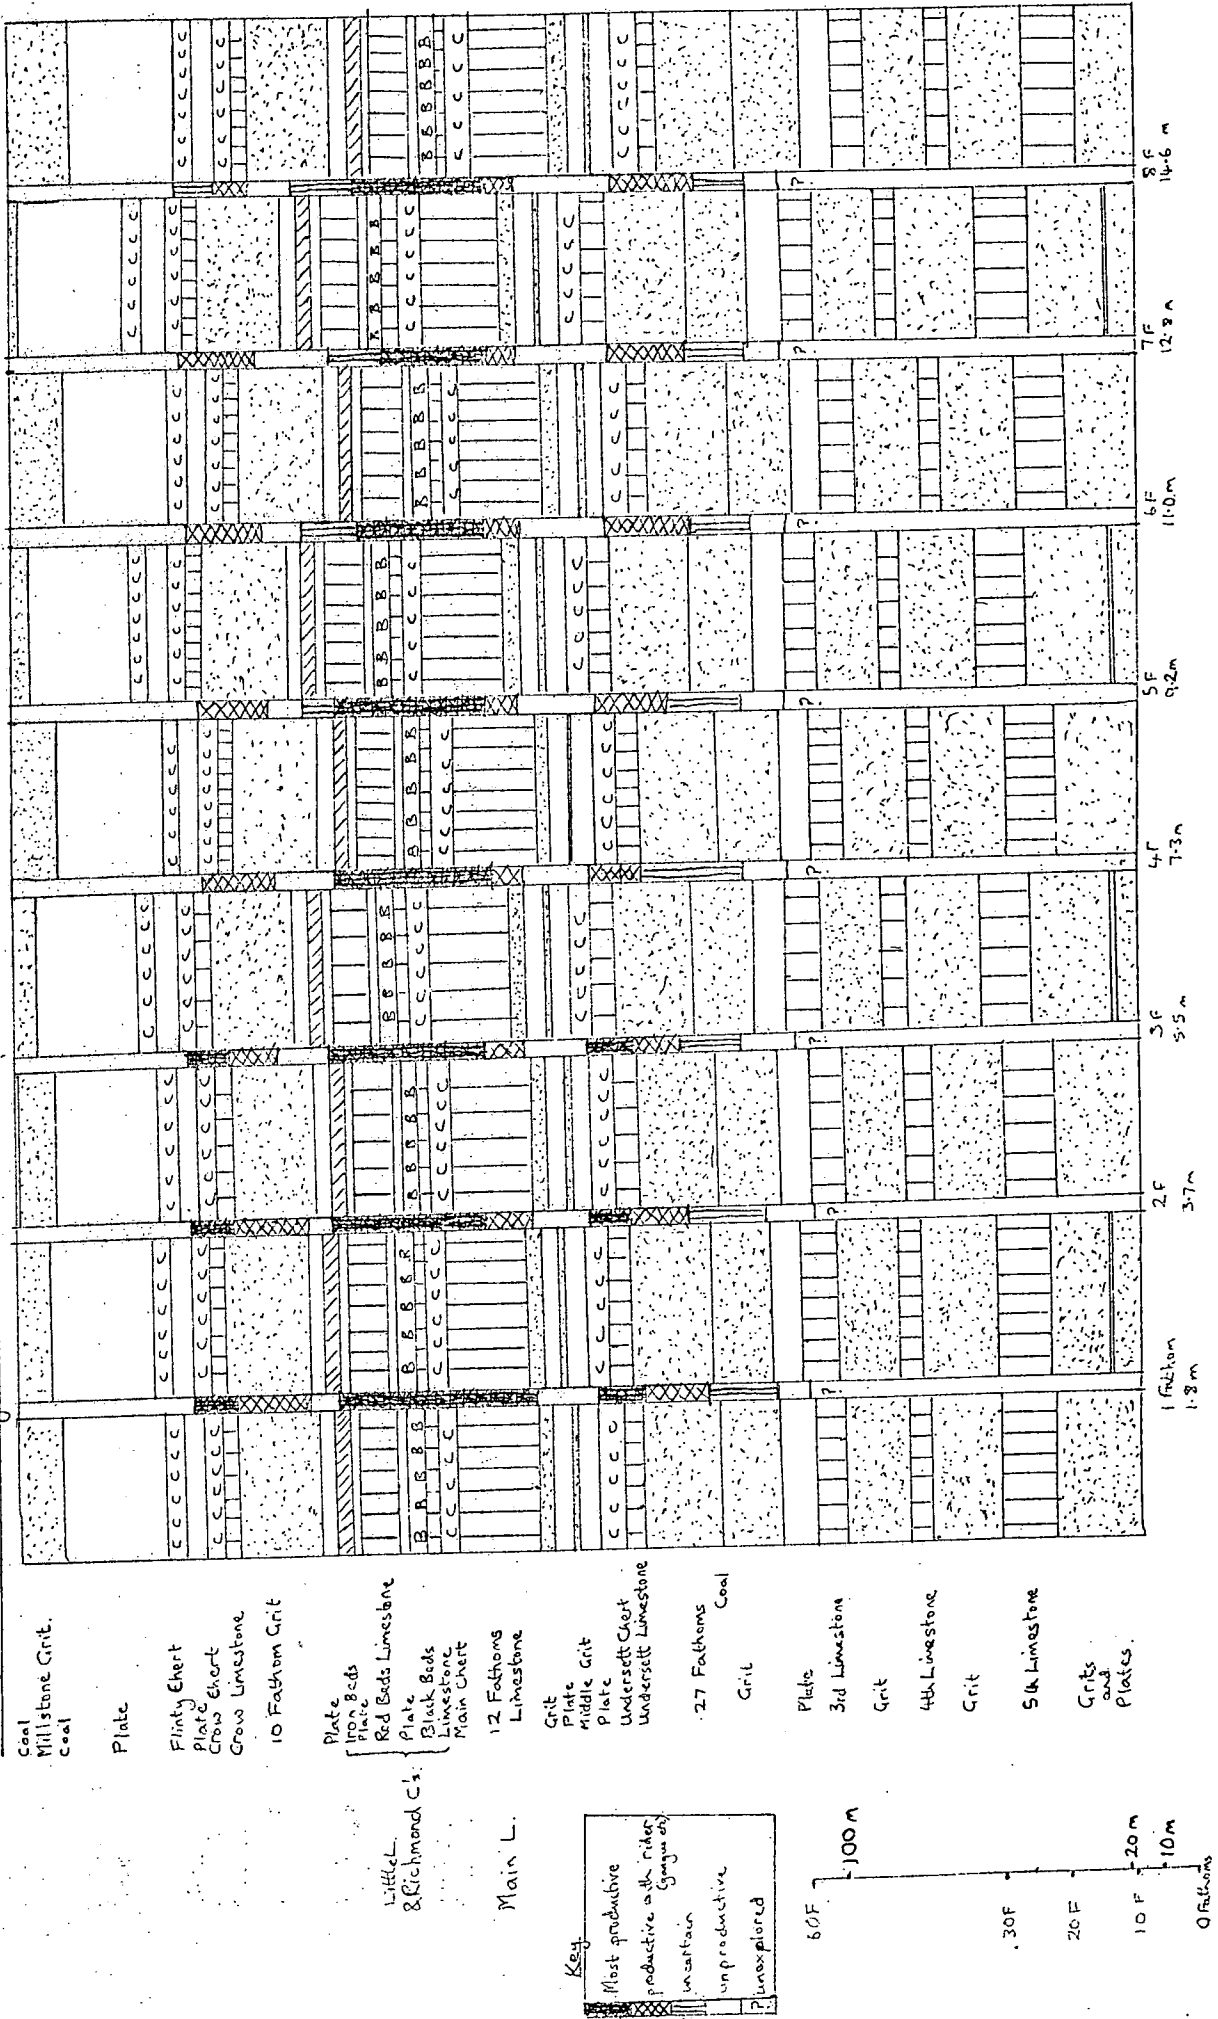 Coal
Millstone Grit.
Coal
Plate
Flinty Chert
Plate
Crow Chert
Crow Limestone
10 Fathom Grit
Plate
Iron Beds
Plate
Red Beds Limestone
Plate
Black Beds
Limestone
Main Chert
12 Fathoms
Limestone
Grit
Plate
Middle Grit
Plate
Underset Chert
Undersett Limestone
27 Fathoms
Coal
Grit
Plate
3rd Limestone
Grit
4th Limestone
Grit
5th Limestone
Grits
and
Plates.
Little L.
& Richmond C's.
Main L.
Key
Most productive
productive with rider
(gangue etc)
uncertain
unproductive
? unexplored
60F
100m
30F
20F
20m
10F
10m
0 Fathoms
1 Fathom
1.8m
2F
3.7m
3F
5.5m
4F
7.3m
5F
9.2m
6F
11.0m
7F
12.8m
8F
14.6m